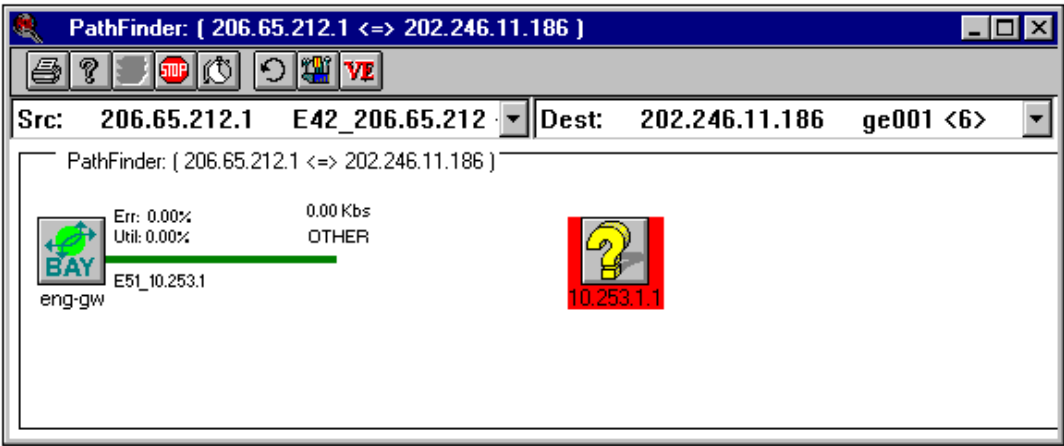 PathFinder: ( 206.65.212.1 <=> 202.246.11.186 )
STOP VE
Src: 206.65.212.1 E42_206.65.212 Dest: 202.246.11.186 ge001 <6>
PathFinder: ( 206.65.212.1 <=> 202.246.11.186 )
Err: 0.00% 0.00 Kbs
Util: 0.00% OTHER
BAY
E51_10.253.1
eng-gw 10.253.1.1